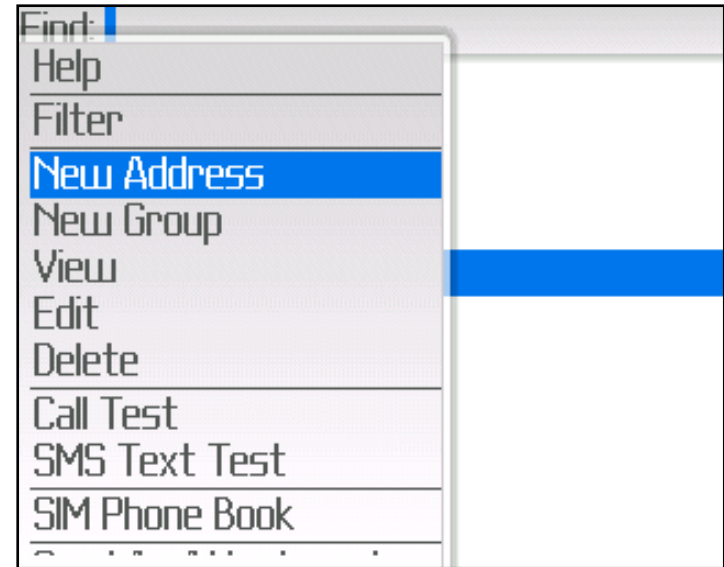 Find:
Help
Filter
New Address
New Group
View
Edit
Delete
Call Test
SMS Text Test
SIM Phone Book